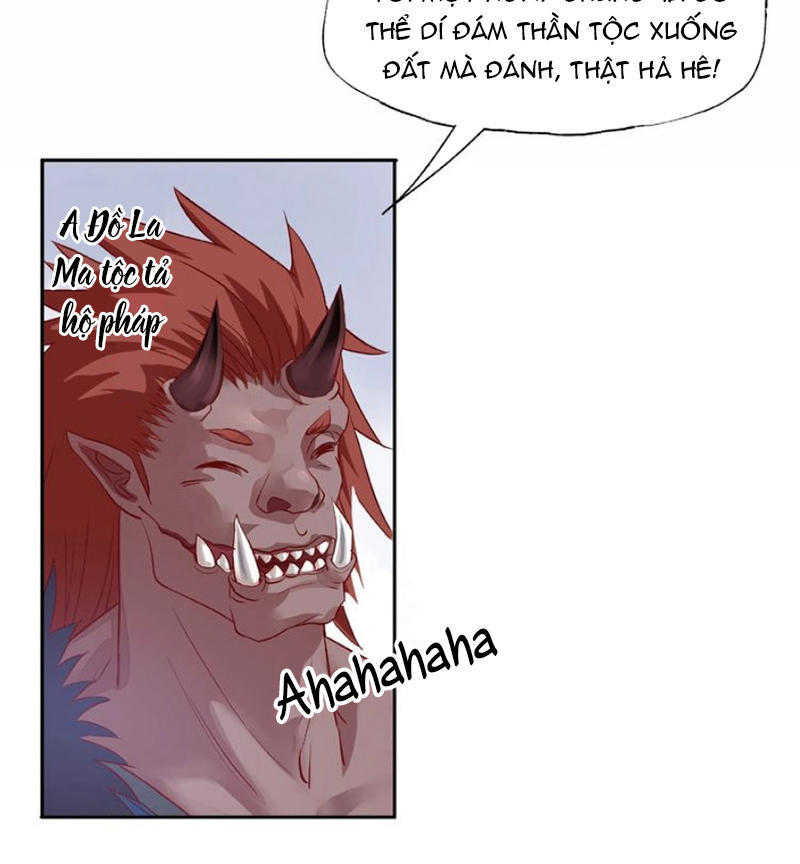 THỂ DÍ ĐÁM THẦN TỘC XUỐNG
ĐẤT MÀ ĐÁNH, THẬT HẢ HÊ!
A Đồ La
Ma tộc tả
hộ pháp
Ahahahaha